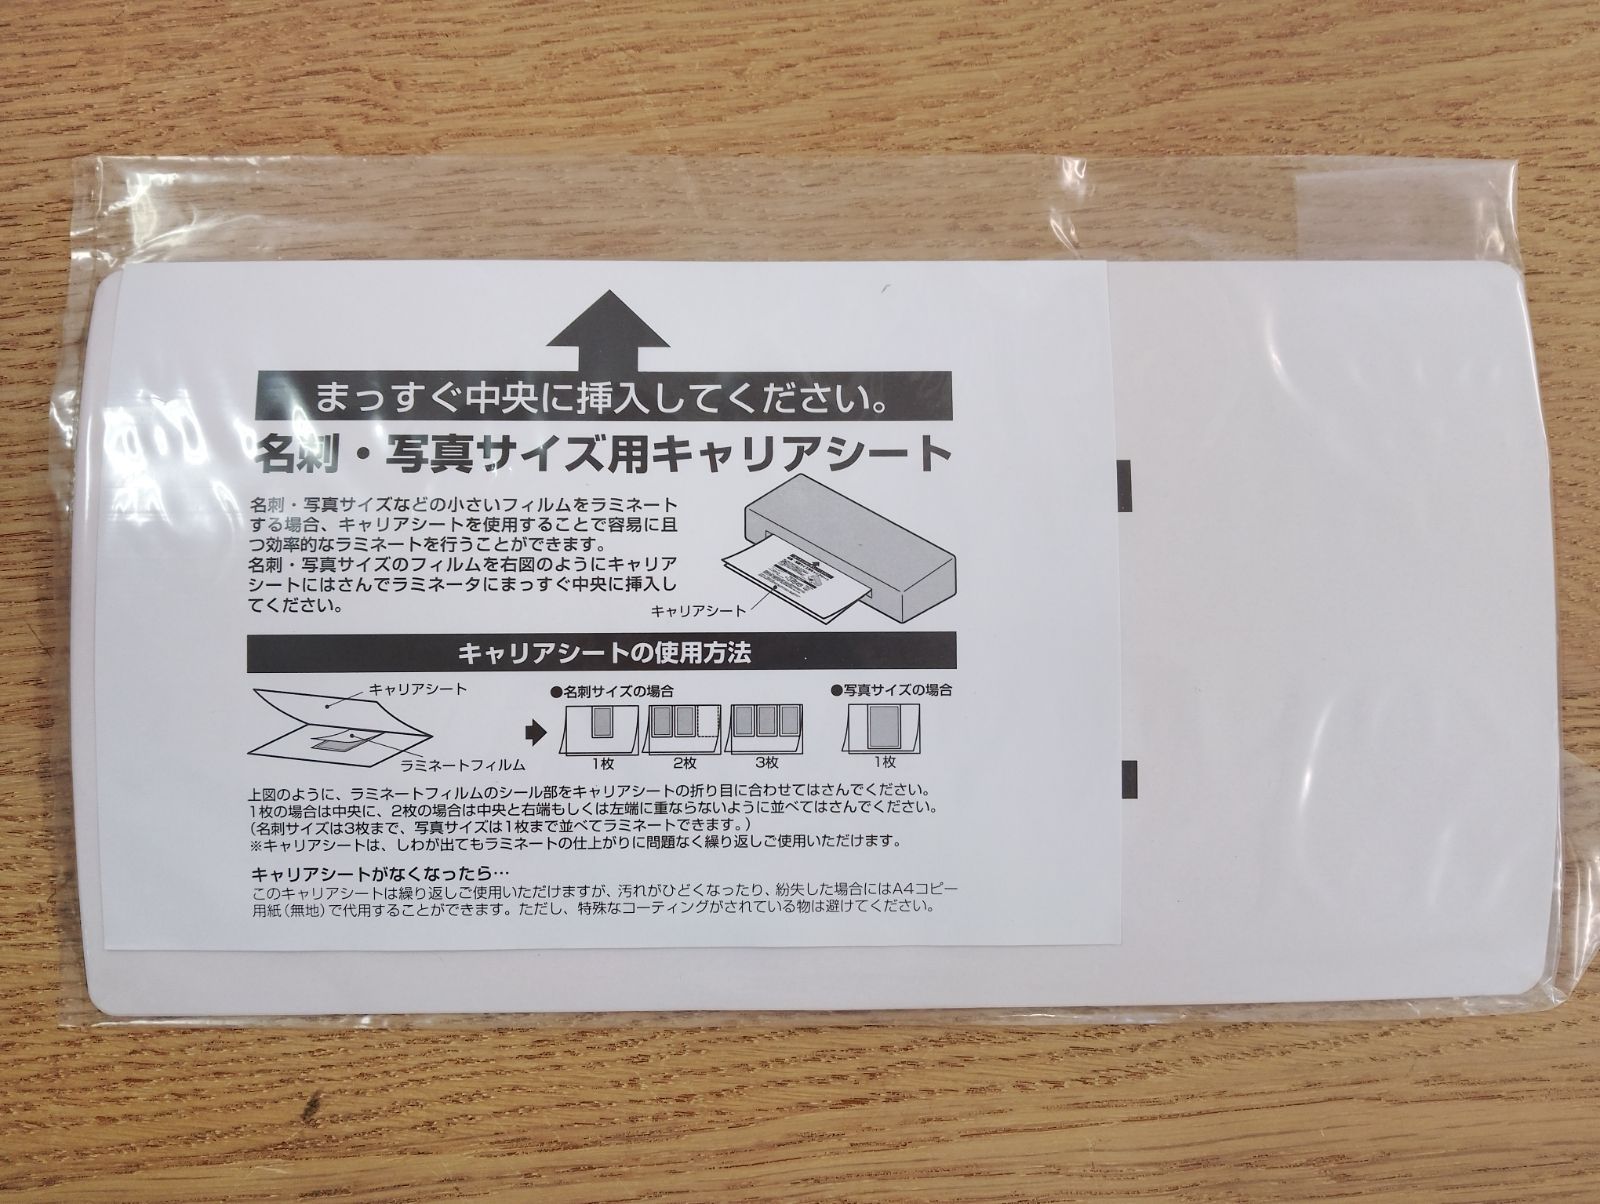 まっすぐ中央に挿入してください。
名刺・写真サイズ用キャリアシート
名刺・写真サイズなどの小さいフィルムをラミネート
する場合、キャリアシートを使用することで容易に且
つ効率的なラミネートを行うことができます。
名刺・写真サイズのフィルムを右図のようにキャリア
シートにはさんでラミネータにまっすぐ中央に挿入し
てください。
キャリアシート
キャリアシートの使用方法
キャリアシート
ラミネートフィルム
●名刺サイズの場合
1枚
2枚
3枚
●写真サイズの場合
1枚
上図のように、ラミネートフィルムのシール部をキャリアシートの折り目に合わせてはさんでください。
1枚の場合は中央に、2枚の場合は中央と右端もしくは左端に重ならないように並べてはさんでください。
(名刺サイズは3枚まで、写真サイズは1枚まで並べてラミネートできます。)
※キャリアシートは、しわが出てもラミネートの仕上がりに問題なく繰り返しご使用いただけます。
キャリアシートがなくなったら…
このキャリアシートは繰り返しご使用いただけますが、汚れがひどくなったり、紛失した場合にはA4コピー
用紙(無地)で代用することができます。ただし、特殊なコーティングがされている物は避けてください。